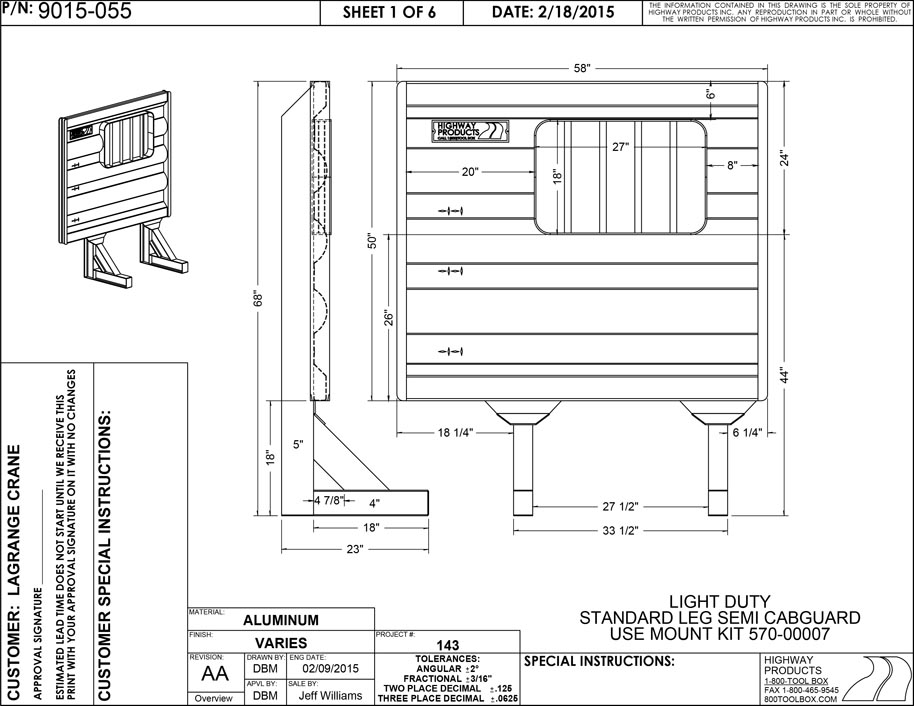 P/N: 9015-055
SHEET 1 OF 6
DATE: 2/18/2015
THE INFORMATION CONTAINED IN THIS DRAWING IS THE SOLE PROPERTY OF
HIGHWAY PRODUCTS INC. ANY REPRODUCTION IN PART OR WHOLE WITHOUT
THE WRITTEN PERMISSION OF HIGHWAY PRODUCTS INC. IS PROHIBITED.
58"
6"
HIGHWAY
PRODUCTS
27"
24"
8"
20"
18"
50"
68"
26"
44"
18 1/4"
6 1/4"
5"
18"
4 7/8"
4"
27 1/2"
18"
33 1/2"
23"
CUSTOMER: LAGRANGE CRANE
APPROVAL SIGNATURE
ESTIMATED LEAD TIME DOES NOT START UNTIL WE RECEIVE THIS
PRINT WITH YOUR APPROVAL SIGNATURE ON IT WITH NO CHANGES
CUSTOMER SPECIAL INSTRUCTIONS:
LIGHT DUTY
STANDARD LEG SEMI CABGUARD
USE MOUNT KIT 570-00007
MATERIAL:
ALUMINUM
FINISH:
VARIES
PROJECT #:
143
REVISION:
AA
Overview
DRAWN BY:
DBM
ENG DATE:
02/09/2015
APVL BY:
DBM
SALE BY:
Jeff Williams
TOLERANCES:
ANGULAR ±2°
FRACTIONAL ±3/16"
TWO PLACE DECIMAL ±.125
THREE PLACE DECIMAL ±.0625
SPECIAL INSTRUCTIONS:
HIGHWAY
PRODUCTS
1-800-TOOL BOX
FAX 1-800-465-9545
800TOOLBOX.COM